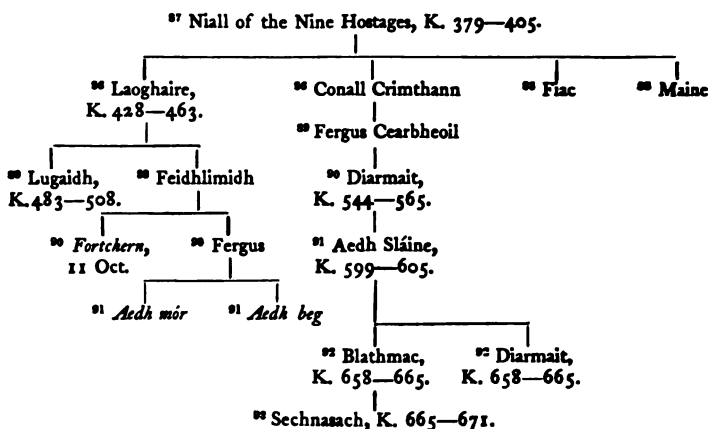 87 Niall of the Nine Hostages, K. 379—405.
88 Laoghaire, 88 Conall Crimthann 88 Fiac 88 Maine
K. 428—463.
89 Fergus Cearbheoil
89 Lugaidh, 89 Feidhlimidh 90 Diarmait,
K. 483—508. K. 544—565.
90 Fortchern, 90 Fergus 91 Aedh Sláine,
11 Oct. K. 599—605.
91 Aedh mór 91 Aedh beg
92 Blathmac, 92 Diarmait,
K. 658—665. K. 658—665.
93 Sechnasach, K. 665—671.